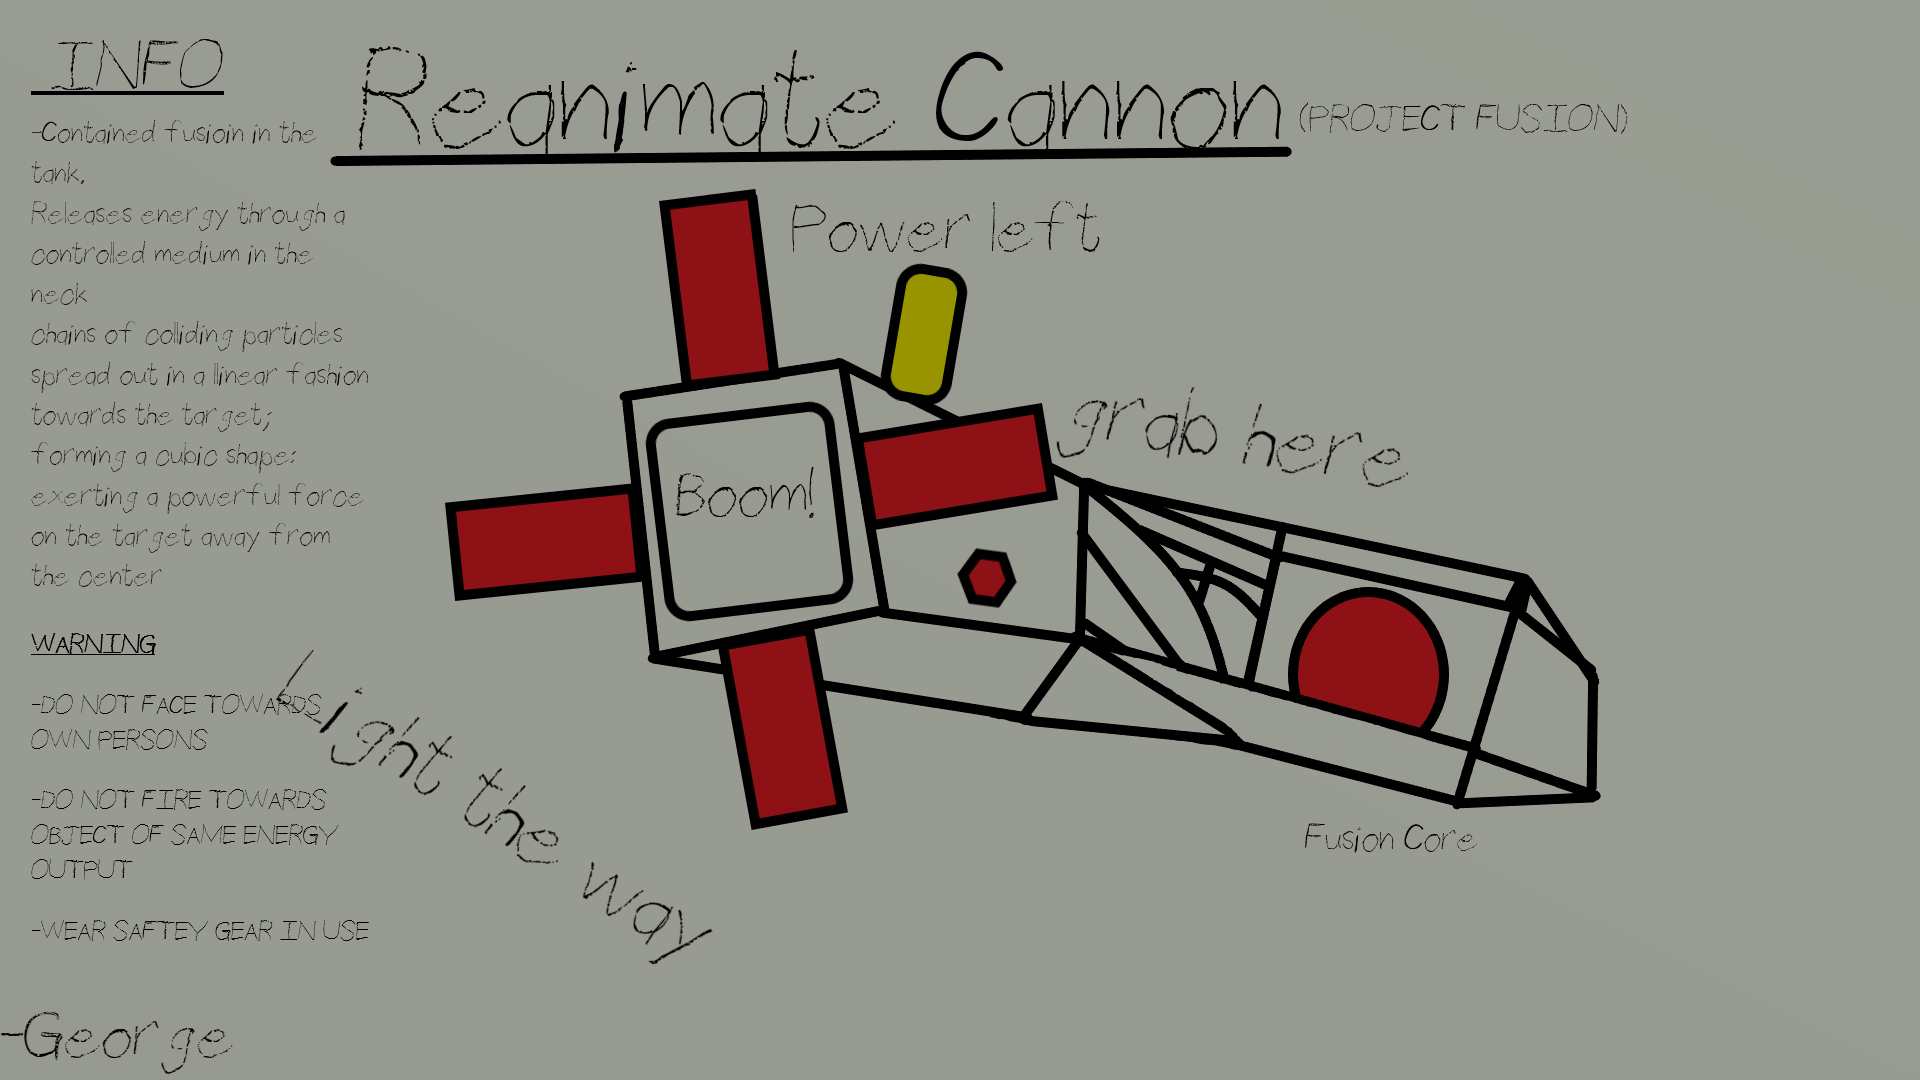 INFO
Reanimate Cannon (PROJECT FUSION)
-Contained fusioin in the
tank.
Releases energy through a
controlled medium in the
neck
chains of colliding particles
spread out in a linear fashion
towards the target;
forming a cubic shape:
exerting a powerful force
on the target away from
the center
WARNING
-DO NOT FACE TOWARDS
OWN PERSONS
-DO NOT FIRE TOWARDS
OBJECT OF SAME ENERGY
OUTPUT
-WEAR SAFTEY GEAR IN USE
-George
Power left
grab here
Boom!
Light the way
Fusion Core